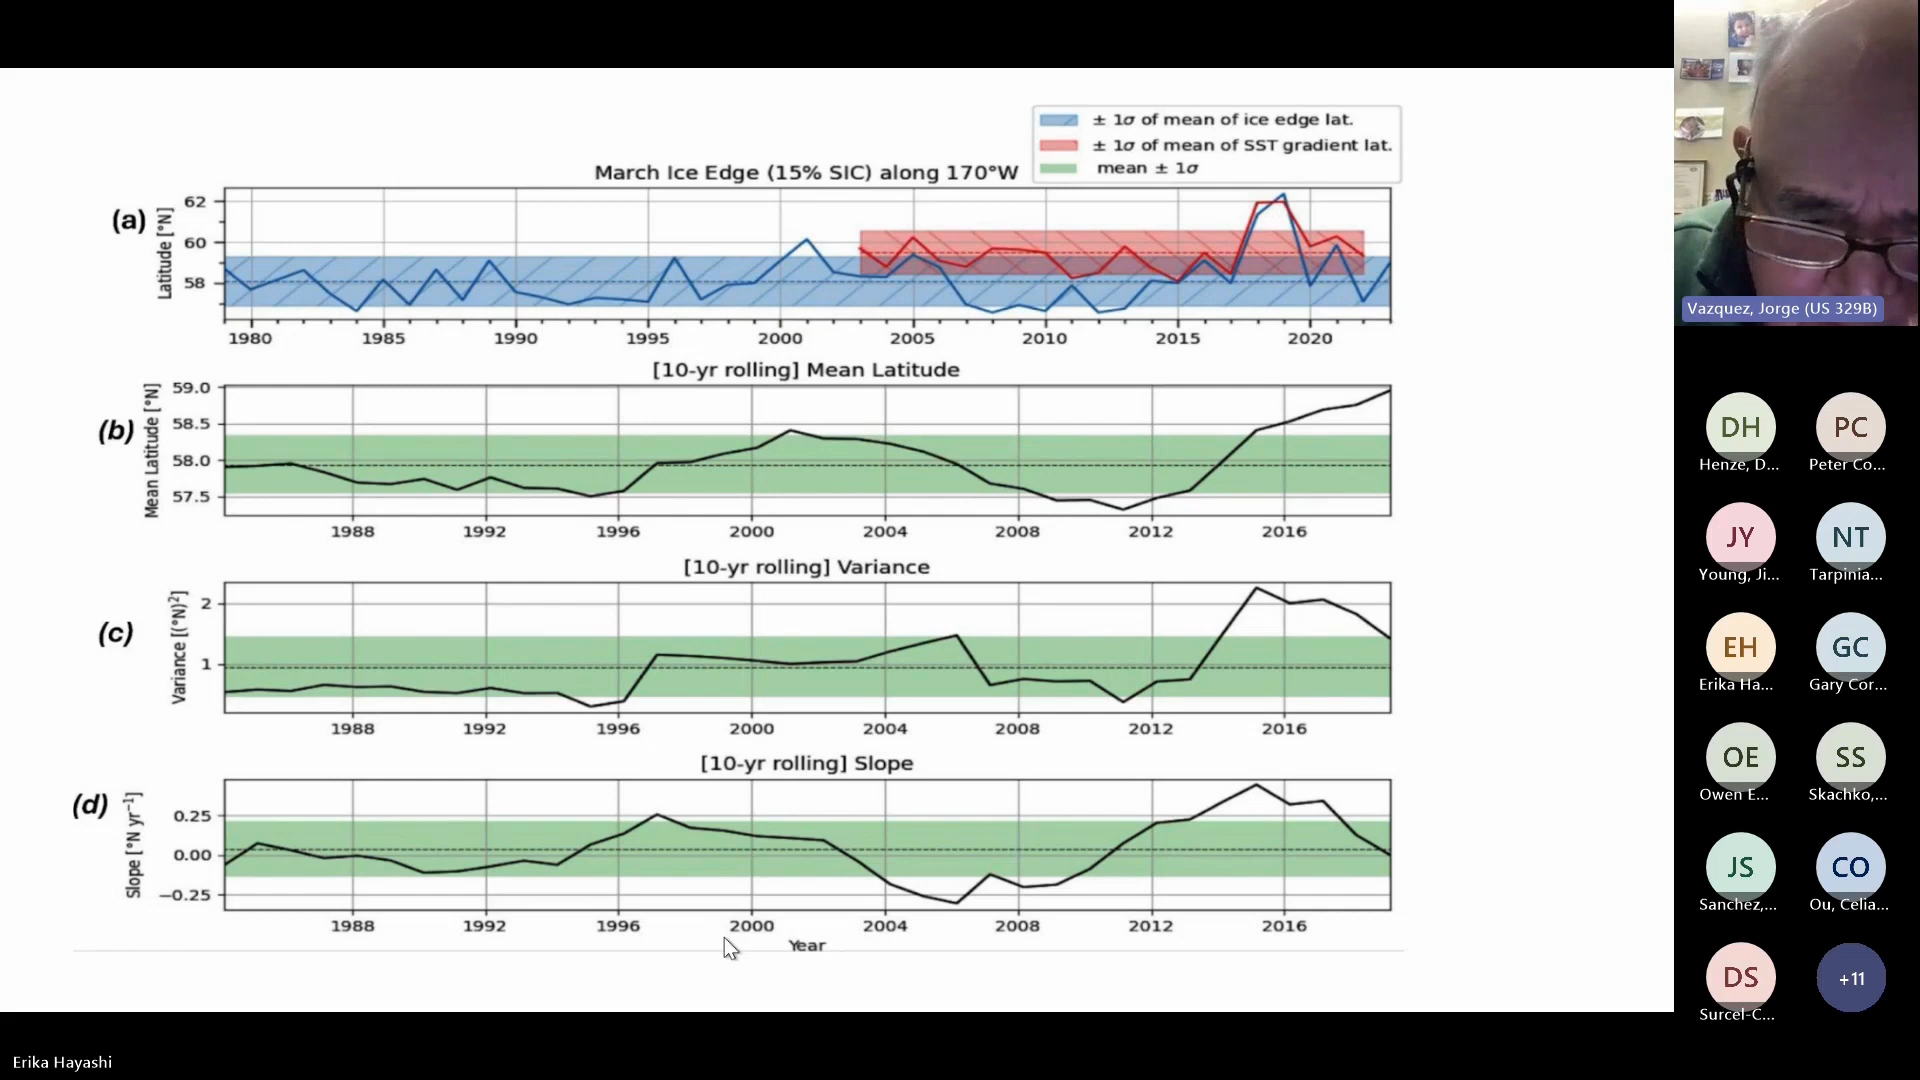 ± 1σ of mean of ice edge lat.
± 1σ of mean of SST gradient lat.
mean ± 1σ
March Ice Edge (15% SIC) along 170°W
(a)
Latitude [°N]
62
60
58
1980 1985 1990 1995 2000 2005 2010 2015 2020
[10-yr rolling] Mean Latitude
(b)
Mean Latitude [°N]
59.0
58.5
58.0
57.5
1988 1992 1996 2000 2004 2008 2012 2016
[10-yr rolling] Variance
(c)
Variance [(°N)²]
2
1
1988 1992 1996 2000 2004 2008 2012 2016
[10-yr rolling] Slope
(d)
Slope [°N yr⁻¹]
0.25
0.00
−0.25
1988 1992 1996 2000 2004 2008 2012 2016
Year
Vazquez, Jorge (US 329B)
DH PC
Henze, D... Peter Co...
JY NT
Young, Ji... Tarpinia...
EH GC
Erika Ha... Gary Cor...
OE SS
Owen E... Skachko,...
JS CO
Sanchez,... Ou, Celia...
DS +11
Surcel-C...
Erika Hayashi